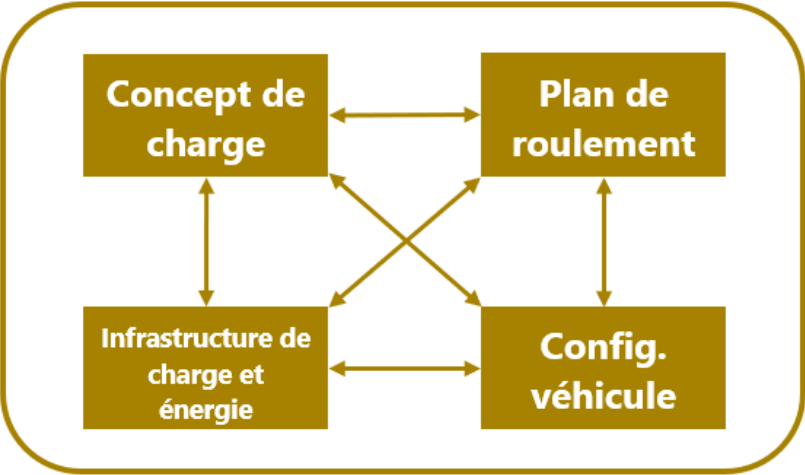 Concept de
charge
Plan de
roulement
Infrastructure de
charge et
énergie
Config.
véhicule